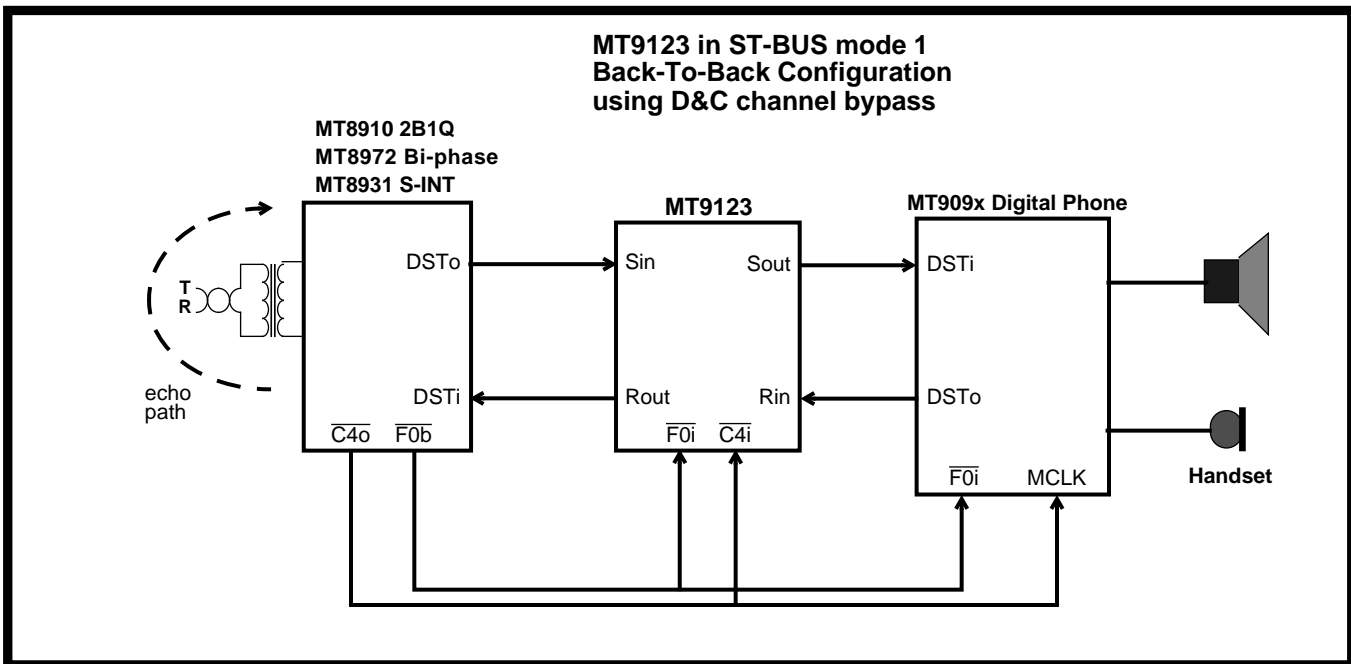 MT9123 in ST-BUS mode 1
Back-To-Back Configuration
using D&C channel bypass
MT8910 2B1Q
MT8972 Bi-phase
MT8931 S-INT
MT9123
MT909x Digital Phone
DSTo
Sin
Sout
DSTi
T
R
echo
path
DSTi
Rout
Rin
DSTo
C4o
F0b
F0i
C4i
F0i
MCLK
Handset